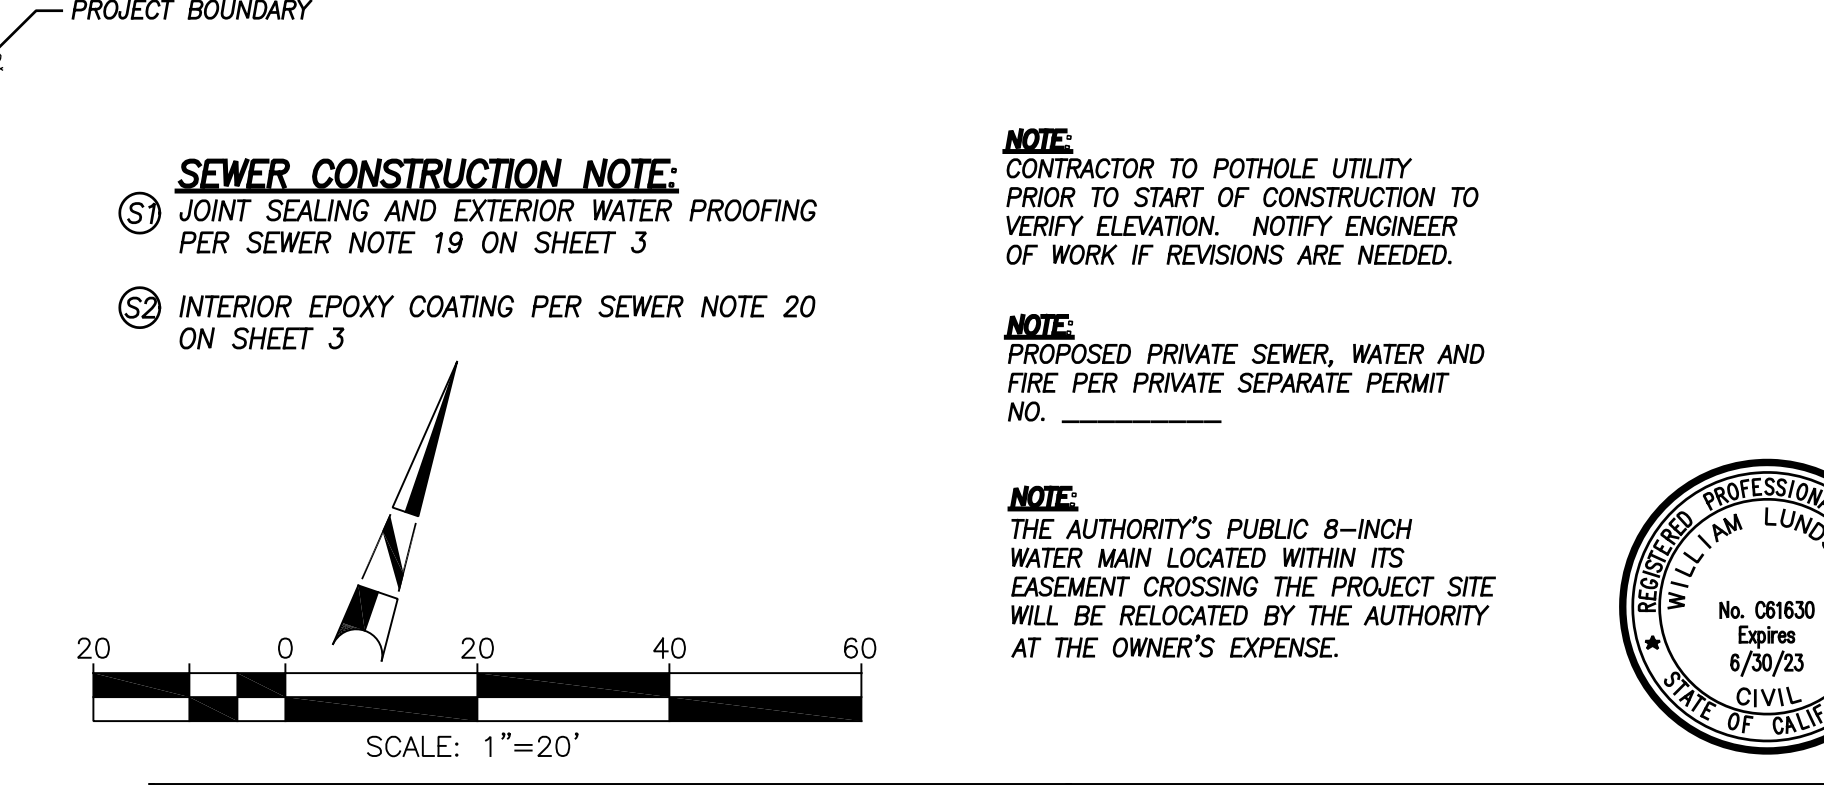 PROJECT BOUNDARY
SEWER CONSTRUCTION NOTE:
S1 JOINT SEALING AND EXTERIOR WATER PROOFING
PER SEWER NOTE 19 ON SHEET 3
S2 INTERIOR EPOXY COATING PER SEWER NOTE 20
ON SHEET 3
N
20 0 20 40 60
SCALE: 1"=20'
NOTE:
CONTRACTOR TO POTHOLE UTILITY
PRIOR TO START OF CONSTRUCTION TO
VERIFY ELEVATION. NOTIFY ENGINEER
OF WORK IF REVISIONS ARE NEEDED.
NOTE:
PROPOSED PRIVATE SEWER, WATER AND
FIRE PER PRIVATE SEPARATE PERMIT
NO. __________
NOTE:
THE AUTHORITY'S PUBLIC 8–INCH
WATER MAIN LOCATED WITHIN ITS
EASEMENT CROSSING THE PROJECT SITE
WILL BE RELOCATED BY THE AUTHORITY
AT THE OWNER'S EXPENSE.
REGISTERED PROFESSIONA
WILLIAM LUND
No. C61630
Expires
6/30/23
CIVIL
STATE OF CALIF